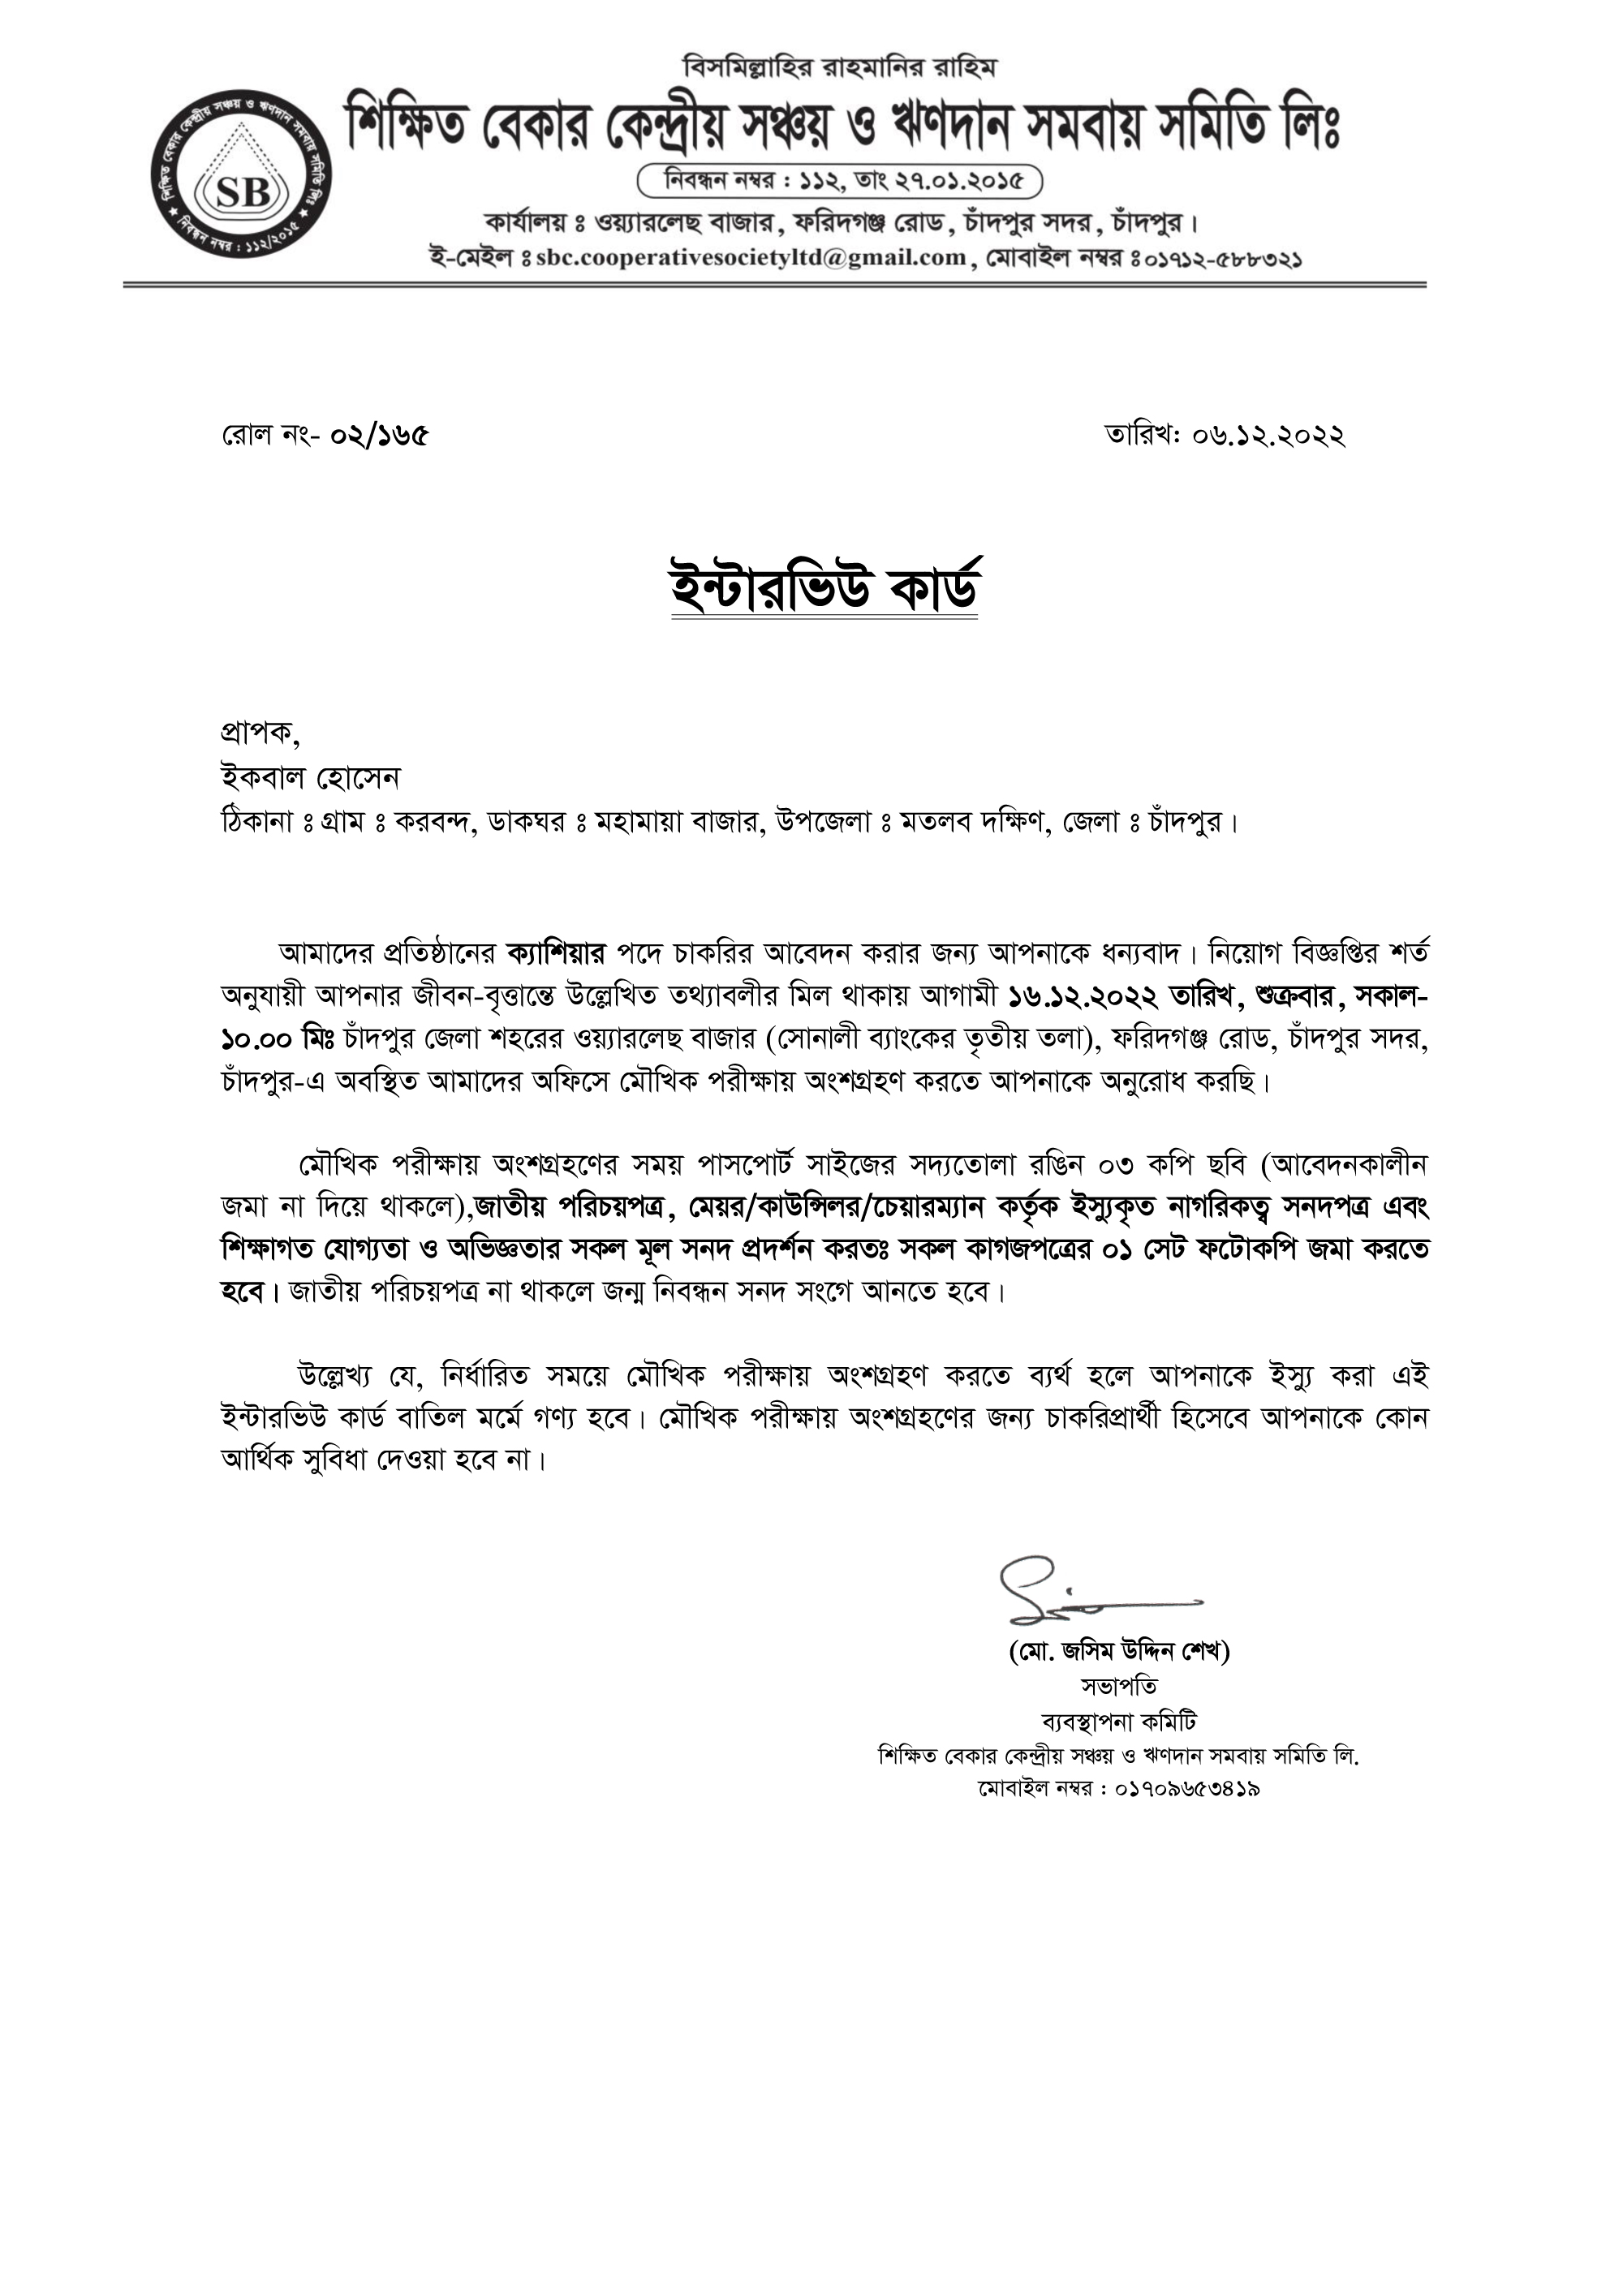 বিসমিল্লাহির রাহমানির রাহিম
শিক্ষিত বেকার কেন্দ্রীয় সঞ্চয় ও ঋণদান সমবায় সমিতি লিঃ
শিক্ষিত বেকার কেন্দ্রীয় সঞ্চয় ও ঋণদান সমবায় সমিতি লিঃ
SB
★ নিবন্ধন নম্বর : ১১২/২০১৫ ★
নিবন্ধন নম্বর : ১১২, তাং ২৭.০১.২০১৫
কার্যালয় ঃ ওয়্যারলেছ বাজার, ফরিদগঞ্জ রোড, চাঁদপুর সদর, চাঁদপুর।
ই-মেইল ঃ sbc.cooperativesocietyltd@gmail.com, মোবাইল নম্বর ঃ ০১৭১২-৫৮৮৩২১
রোল নং- ০২/১৬৫ তারিখ: ০৬.১২.২০২২
ইন্টারভিউ কার্ড
প্রাপক,
ইকবাল হোসেন
ঠিকানা ঃ গ্রাম ঃ করবন্দ, ডাকঘর ঃ মহামায়া বাজার, উপজেলা ঃ মতলব দক্ষিণ, জেলা ঃ চাঁদপুর।
আমাদের প্রতিষ্ঠানের ক্যাশিয়ার পদে চাকরির আবেদন করার জন্য আপনাকে ধন্যবাদ। নিয়োগ বিজ্ঞপ্তির শর্ত
অনুযায়ী আপনার জীবন-বৃত্তান্তে উল্লেখিত তথ্যাবলীর মিল থাকায় আগামী ১৬.১২.২০২২ তারিখ, শুক্রবার, সকাল-
১০.০০ মিঃ চাঁদপুর জেলা শহরের ওয়্যারলেছ বাজার (সোনালী ব্যাংকের তৃতীয় তলা), ফরিদগঞ্জ রোড, চাঁদপুর সদর,
চাঁদপুর-এ অবস্থিত আমাদের অফিসে মৌখিক পরীক্ষায় অংশগ্রহণ করতে আপনাকে অনুরোধ করছি।
মৌখিক পরীক্ষায় অংশগ্রহণের সময় পাসপোর্ট সাইজের সদ্যতোলা রঙিন ০৩ কপি ছবি (আবেদনকালীন
জমা না দিয়ে থাকলে),জাতীয় পরিচয়পত্র, মেয়র/কাউন্সিলর/চেয়ারম্যান কর্তৃক ইস্যুকৃত নাগরিকত্ব সনদপত্র এবং
শিক্ষাগত যোগ্যতা ও অভিজ্ঞতার সকল মূল সনদ প্রদর্শন করতঃ সকল কাগজপত্রের ০১ সেট ফটোকপি জমা করতে
হবে। জাতীয় পরিচয়পত্র না থাকলে জন্ম নিবন্ধন সনদ সংগে আনতে হবে।
উল্লেখ্য যে, নির্ধারিত সময়ে মৌখিক পরীক্ষায় অংশগ্রহণ করতে ব্যর্থ হলে আপনাকে ইস্যু করা এই
ইন্টারভিউ কার্ড বাতিল মর্মে গণ্য হবে। মৌখিক পরীক্ষায় অংশগ্রহণের জন্য চাকরিপ্রার্থী হিসেবে আপনাকে কোন
আর্থিক সুবিধা দেওয়া হবে না।
(মো. জসিম উদ্দিন শেখ)
সভাপতি
ব্যবস্থাপনা কমিটি
শিক্ষিত বেকার কেন্দ্রীয় সঞ্চয় ও ঋণদান সমবায় সমিতি লি.
মোবাইল নম্বর : ০১৭০৯৬৫৩৪১৯